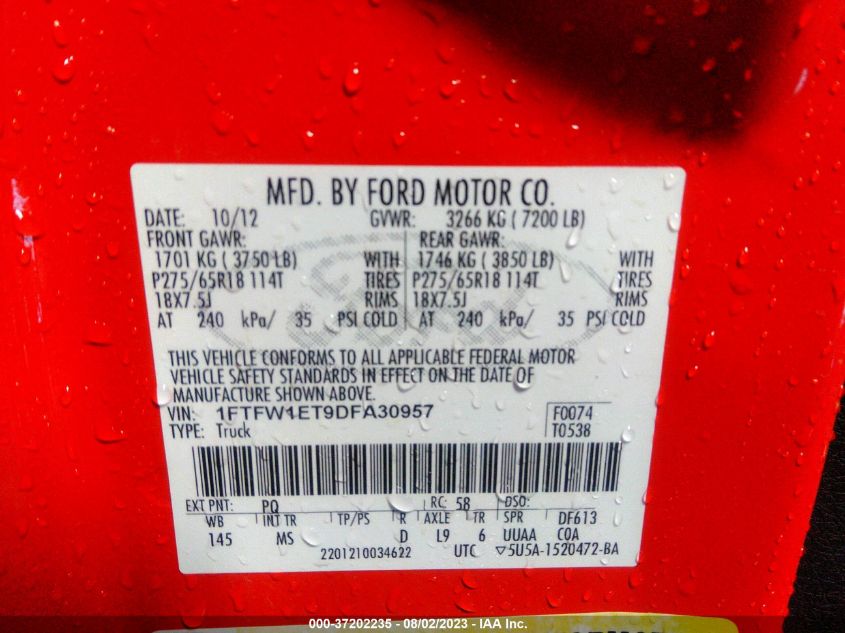 MFD. BY FORD MOTOR CO.
DATE: 10/12 GVWR: 3266 KG ( 7200 LB)
FRONT GAWR: REAR GAWR:
1701 KG ( 3750 LB) WITH 1746 KG ( 3850 LB) WITH
P275/65R18 114T TIRES P275/65R18 114T TIRES
18X7.5J RIMS 18X7.5J RIMS
AT 240 kPa/ 35 PSI COLD AT 240 kPa/ 35 PSI COLD
THIS VEHICLE CONFORMS TO ALL APPLICABLE FEDERAL MOTOR
VEHICLE SAFETY STANDARDS IN EFFECT ON THE DATE OF
MANUFACTURE SHOWN ABOVE.
VIN: 1FTFW1ET9DFA30957 F0074
TYPE: Truck T0538
EXT PNT: PQ RC: 58 DSO:
WB INT TR TP/PS R AXLE TR SPR DF613
145 MS D L9 6 UUAA COA
2201210034622 UTC ▽5U5A-1520472-BA
000-37202235 - 08/02/2023 - IAA Inc.